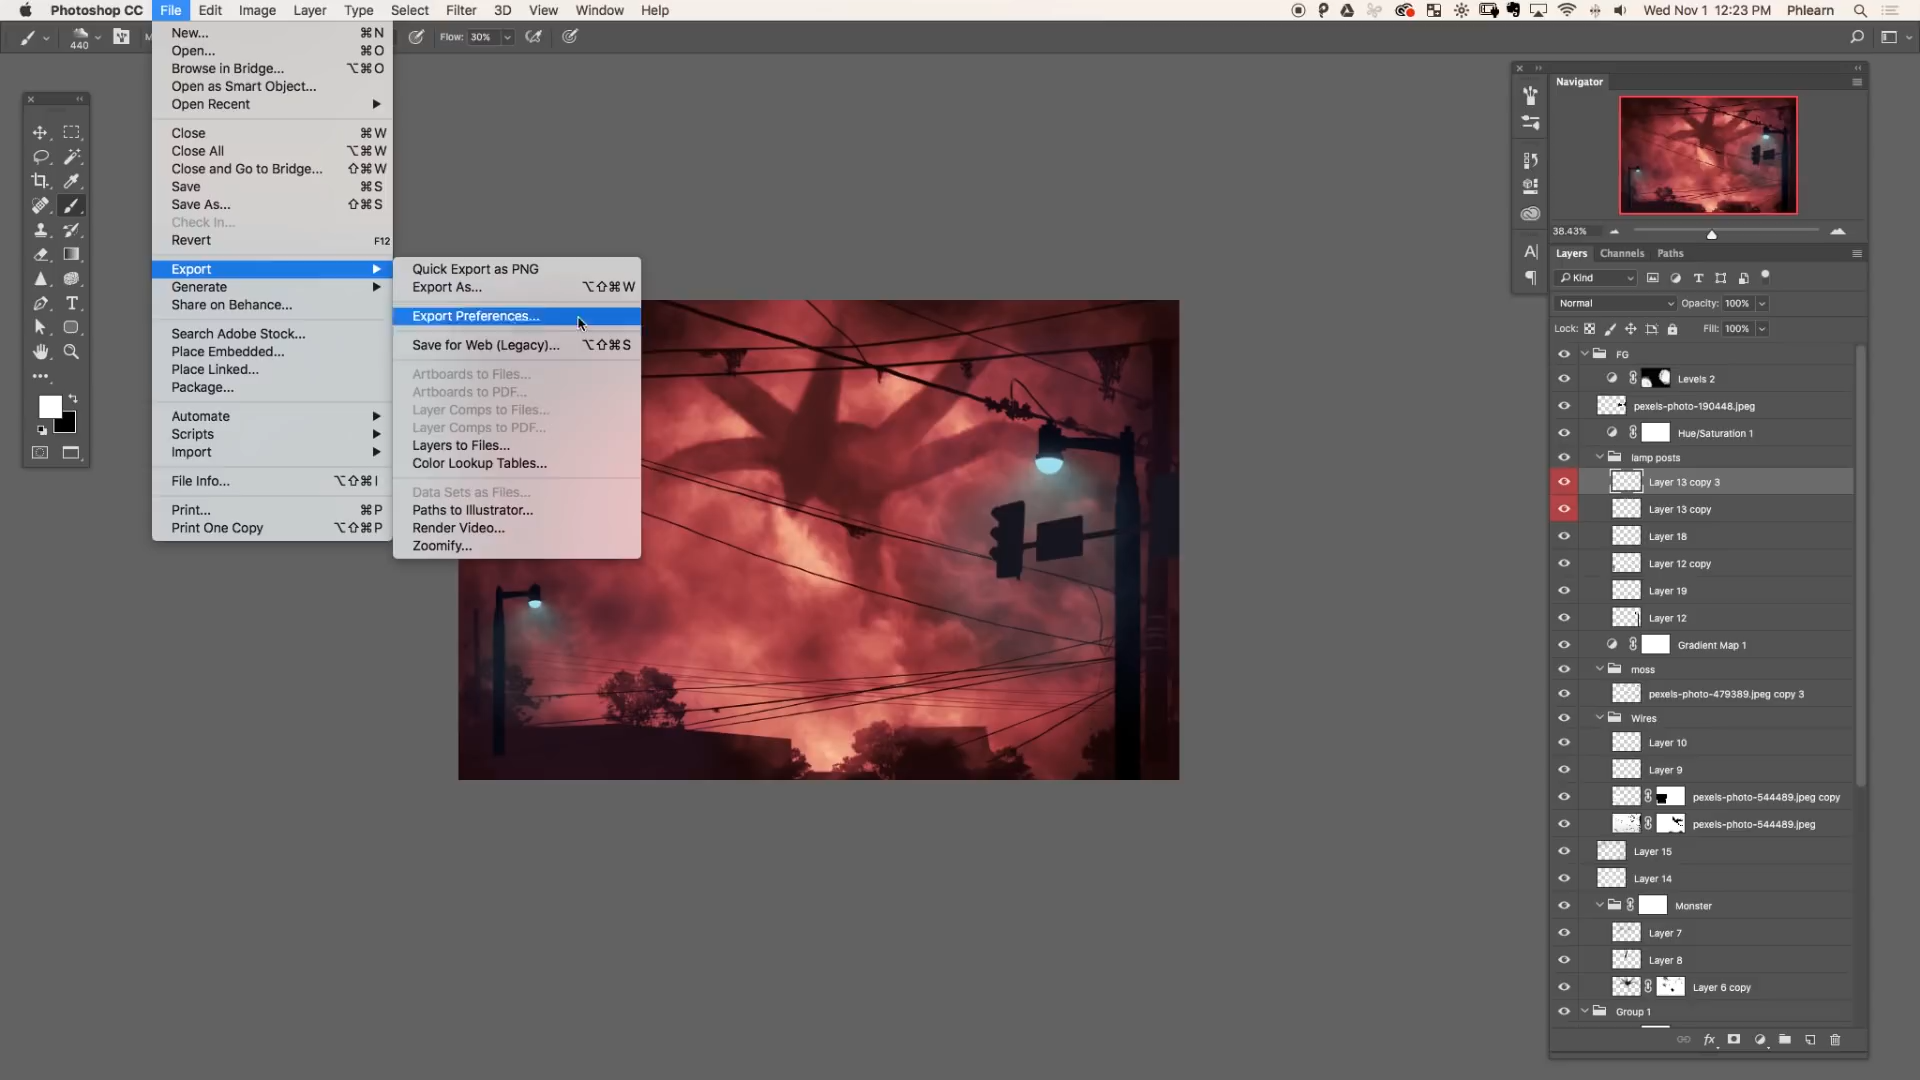 Photoshop CC File Edit Image Layer Type Select Filter 3D View Window Help Wed Nov 1 12:23 PM Phlearn
440 M Flow: 30%
New... ⌘N
Open... ⌘O
Browse in Bridge... ⌥⌘O
Open as Smart Object...
Open Recent
Close ⌘W
Close All ⌥⌘W
Close and Go to Bridge... ⇧⌘W
Save ⌘S
Save As... ⇧⌘S
Check In...
Revert F12
Export
Generate
Share on Behance...
Search Adobe Stock...
Place Embedded...
Place Linked...
Package...
Automate
Scripts
Import
File Info... ⌥⇧⌘I
Print... ⌘P
Print One Copy ⌥⇧⌘P
Quick Export as PNG
Export As... ⌥⇧⌘W
Export Preferences...
Save for Web (Legacy)... ⌥⇧⌘S
Artboards to Files...
Artboards to PDF...
Layer Comps to Files...
Layer Comps to PDF...
Layers to Files...
Color Lookup Tables...
Data Sets as Files...
Paths to Illustrator...
Render Video...
Zoomify...
Navigator
38.43%
Layers Channels Paths
Kind
Normal Opacity: 100%
Lock: Fill: 100%
FG
Levels 2
pexels-photo-190448.jpeg
Hue/Saturation 1
lamp posts
Layer 13 copy 3
Layer 13 copy
Layer 18
Layer 12 copy
Layer 19
Layer 12
Gradient Map 1
moss
pexels-photo-479389.jpeg copy 3
Wires
Layer 10
Layer 9
pexels-photo-544489.jpeg copy
pexels-photo-544489.jpeg
Layer 15
Layer 14
Monster
Layer 7
Layer 8
Layer 6 copy
Group 1
fx